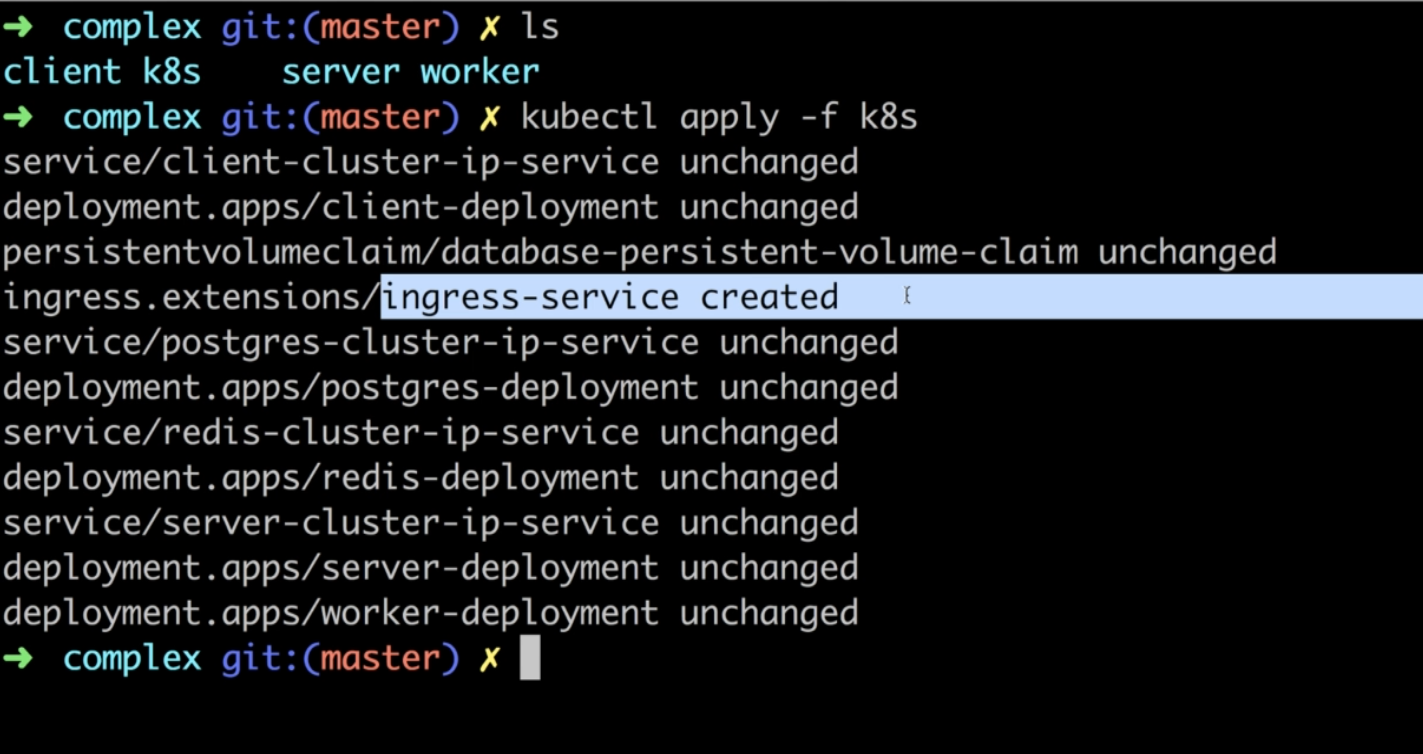 ➜ complex git:(master) ✗ ls
client k8s    server worker
➜ complex git:(master) ✗ kubectl apply -f k8s
service/client-cluster-ip-service unchanged
deployment.apps/client-deployment unchanged
persistentvolumeclaim/database-persistent-volume-claim unchanged
ingress.extensions/ingress-service created
service/postgres-cluster-ip-service unchanged
deployment.apps/postgres-deployment unchanged
service/redis-cluster-ip-service unchanged
deployment.apps/redis-deployment unchanged
service/server-cluster-ip-service unchanged
deployment.apps/server-deployment unchanged
deployment.apps/worker-deployment unchanged
➜ complex git:(master) ✗